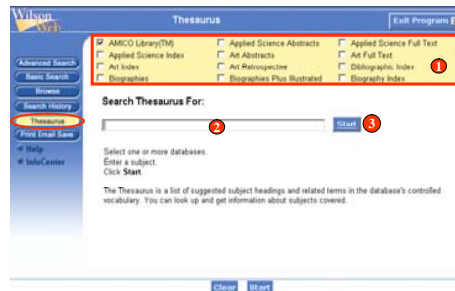 Wilson
Web
Thesaurus
Exit Program
AMICO Library(TM)
Applied Science Abstracts
Applied Science Full Text
Applied Science Index
Art Abstracts
Art Full Text
Art Index
Art Retrospective
Bibliographic Index
Biographies
Biographies Plus Illustrated
Biography Index
1
Advanced Search
Basic Search
Browse
Search History
Thesaurus
Print Email Save
Help
InfoCenter
Search Thesaurus For:
2
Start
3
Select one or more databases.
Enter a subject.
Click Start.
The Thesaurus is a list of suggested subject headings and related terms in the database's controlled
vocabulary. You can look up and get information about subjects covered.
Clear
Start